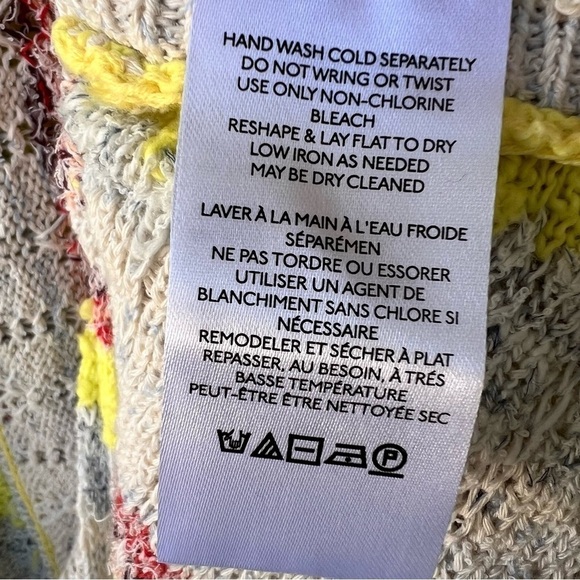 HAND WASH COLD SEPARATELY
DO NOT WRING OR TWIST
USE ONLY NON-CHLORINE
BLEACH
RESHAPE & LAY FLAT TO DRY
LOW IRON AS NEEDED
MAY BE DRY CLEANED
LAVER À LA MAIN À L'EAU FROIDE
SÉPARÉMEN
NE PAS TORDRE OU ESSORER
UTILISER UN AGENT DE
BLANCHIMENT SANS CHLORE SI
NÉCESSAIRE
REMODELER ET SÉCHER À PLAT
REPASSER, AU BESOIN, À TRÉS
BASSE TEMPÉRATURE
PEUT-ÊTRE ÊTRE NETTOYÉE SEC
P